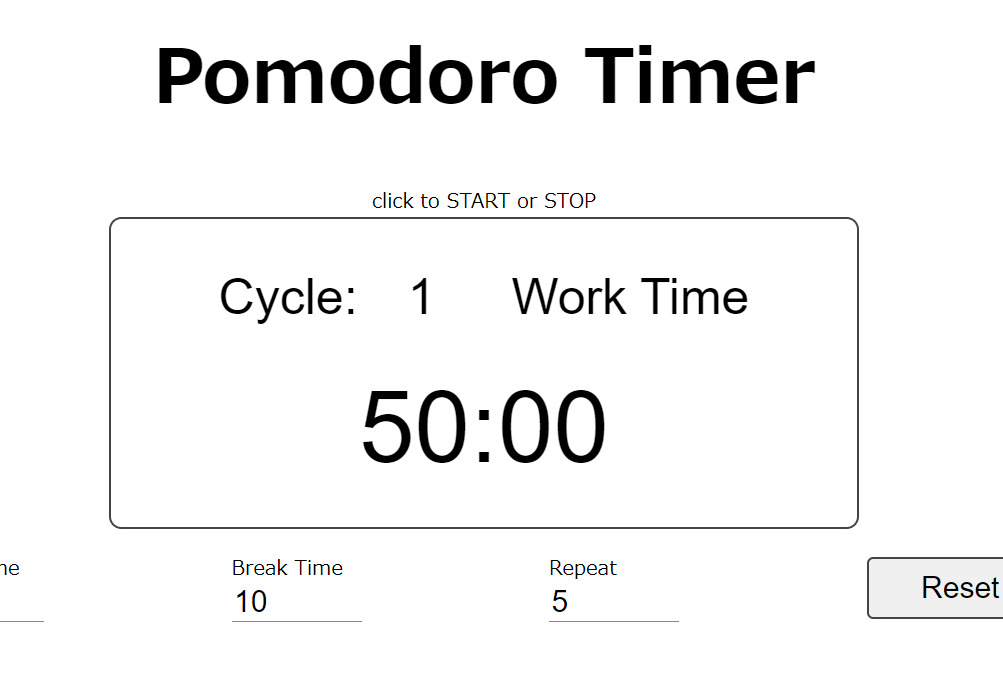 Pomodoro Timer
click to START or STOP
Cycle: 1 Work Time
50:00
me Break Time Repeat
10 5 Reset